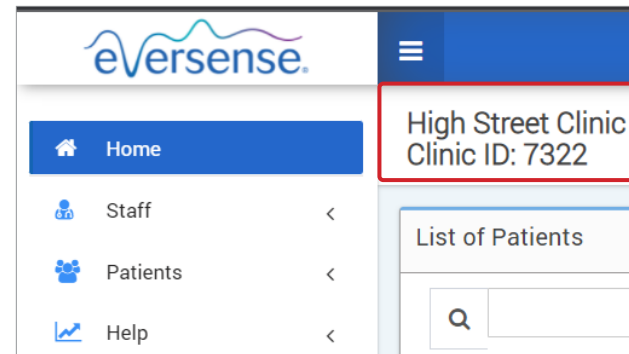 eversense.
High Street Clinic
Clinic ID: 7322
Home
Staff
Patients
Help
List of Patients